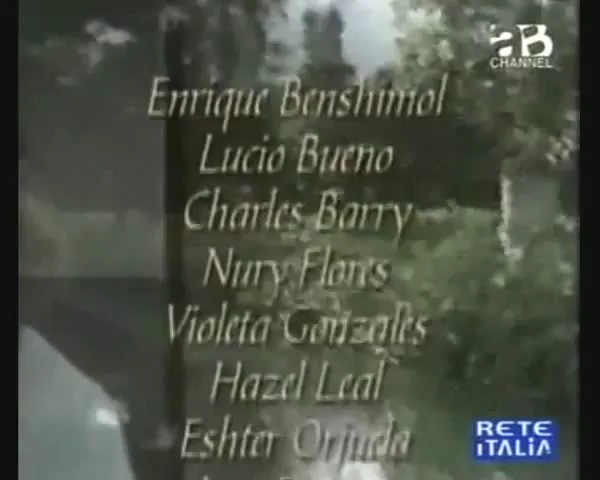 aB
CHANNEL
Enrique Benshimol
Lucio Bueno
Charles Barry
Nury Flores
Violeta Gonzales
Hazel Leal
Eshter Orjuela
RETE
iTALIA